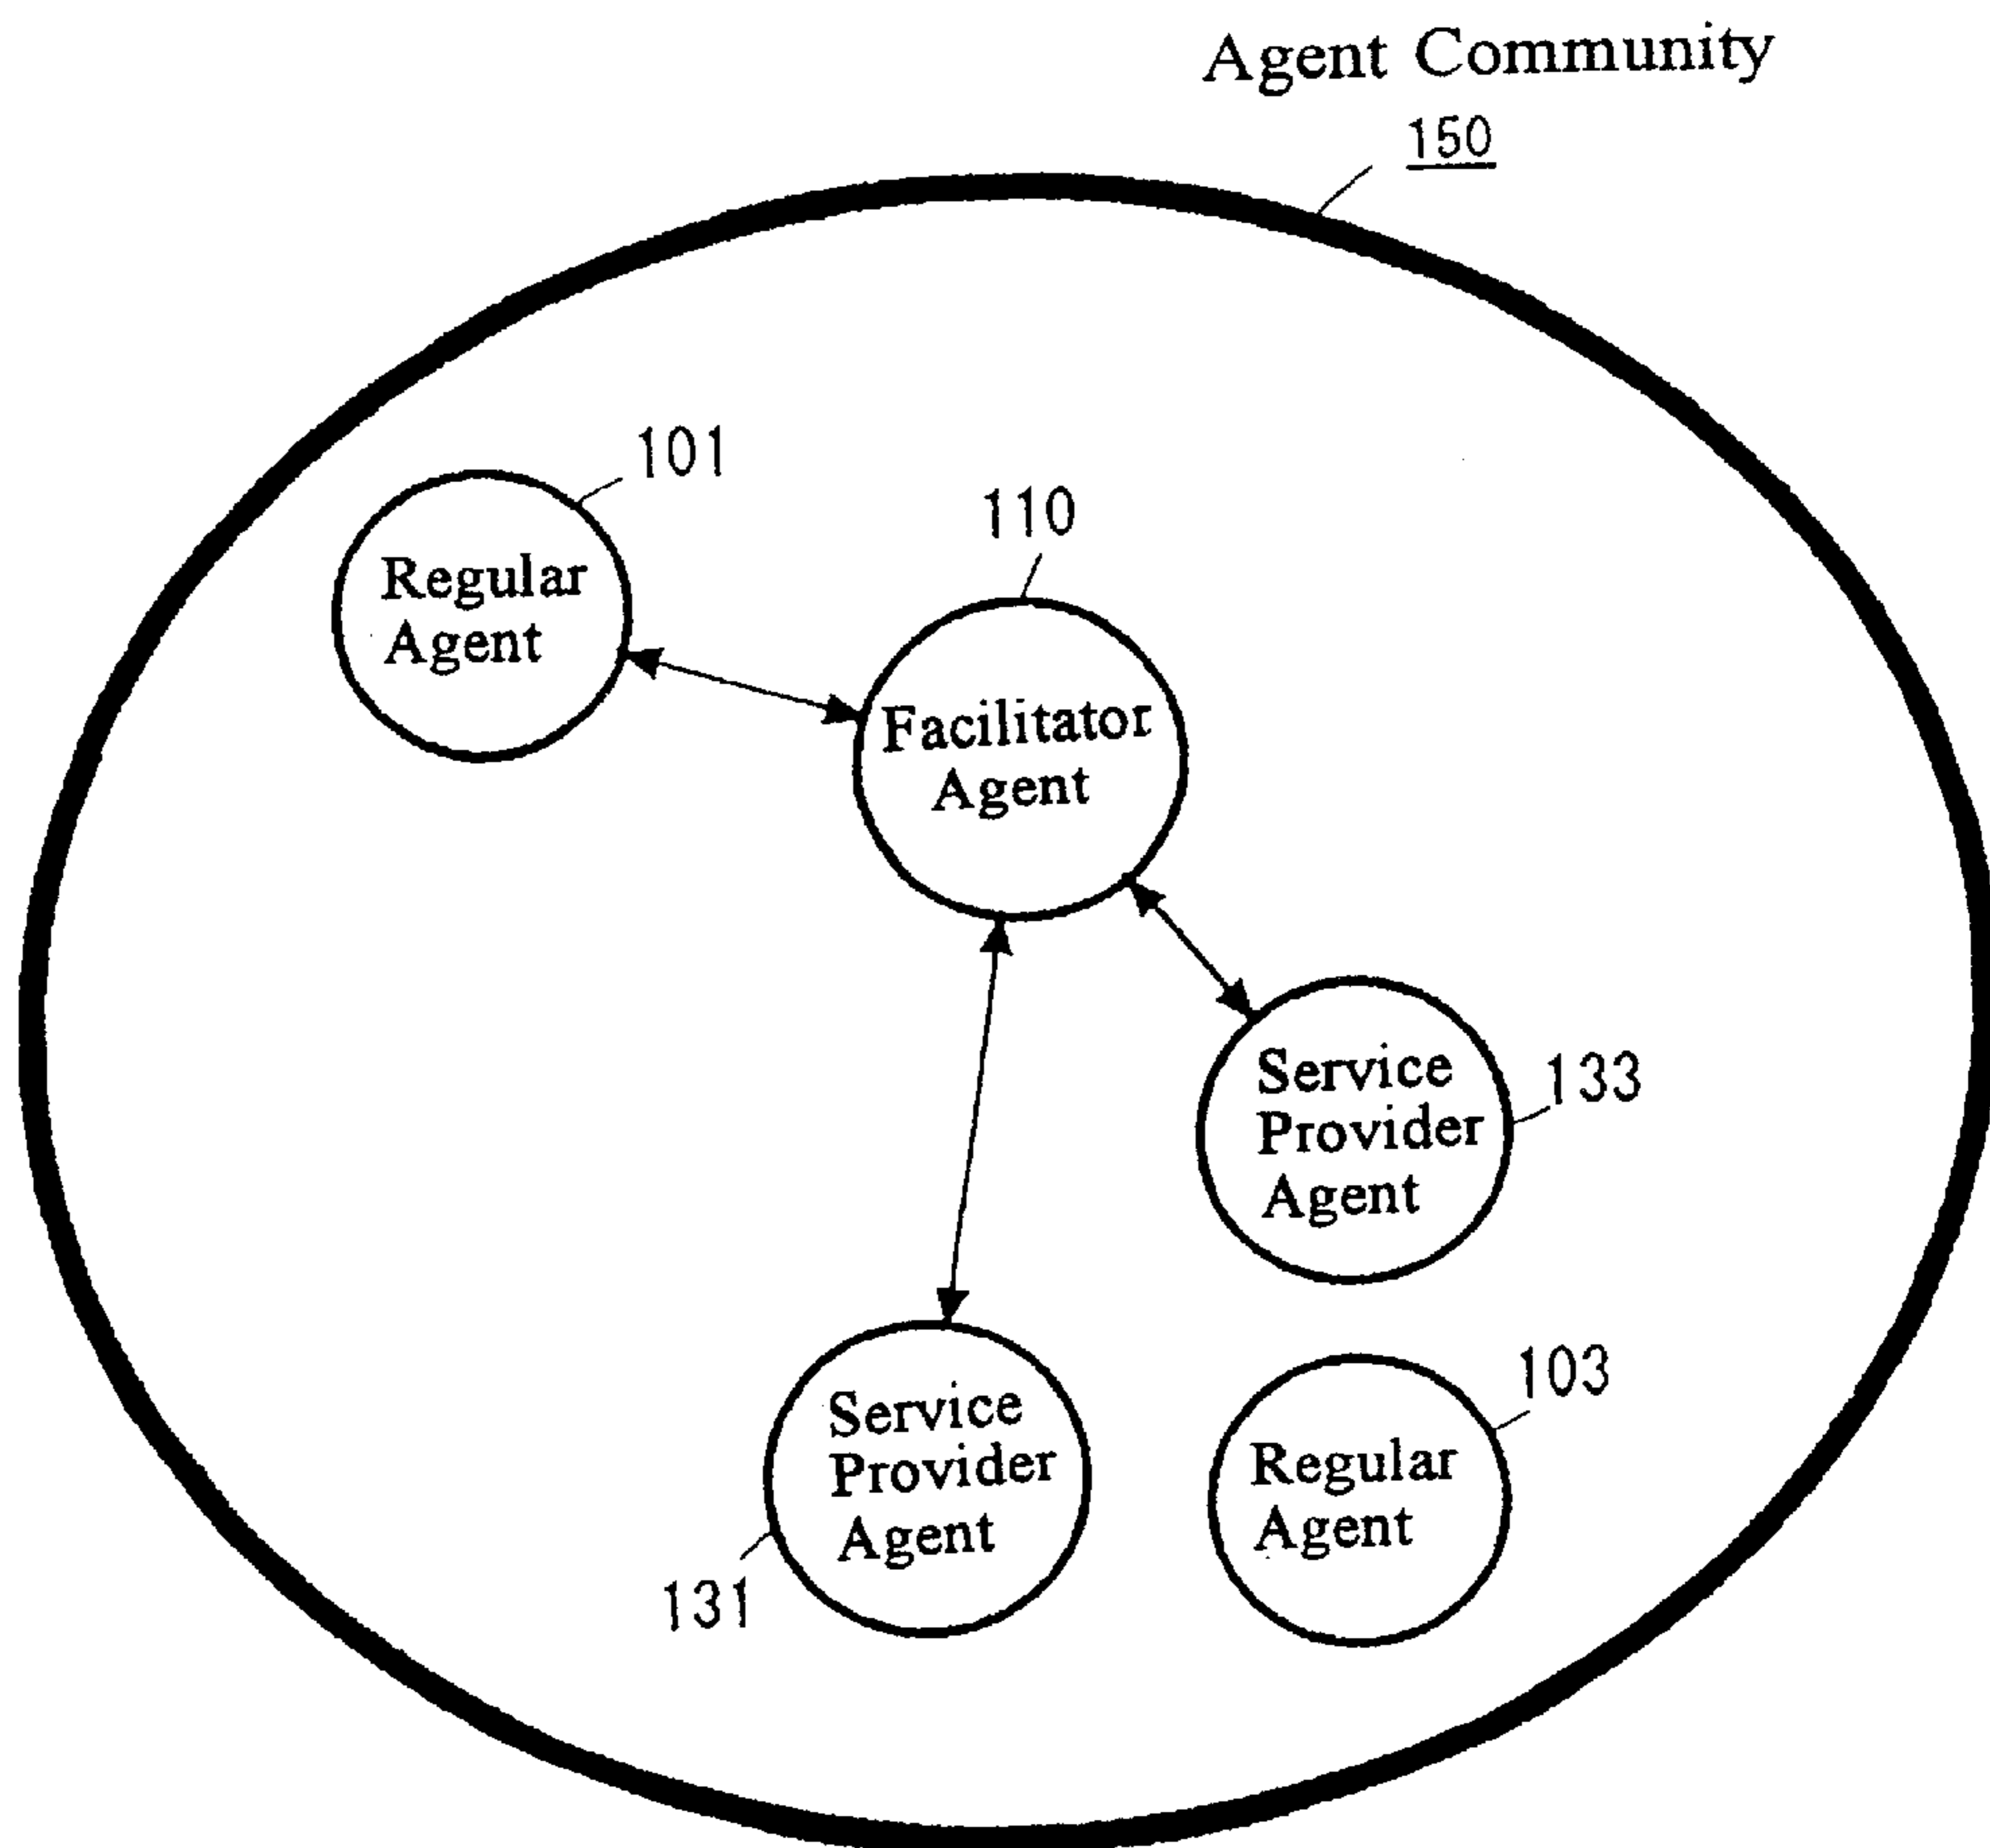 Agent Community
150
101
Regular
Agent
110
Facilitator
Agent
Service
Provider
Agent
133
Service
Provider
Agent
131
103
Regular
Agent